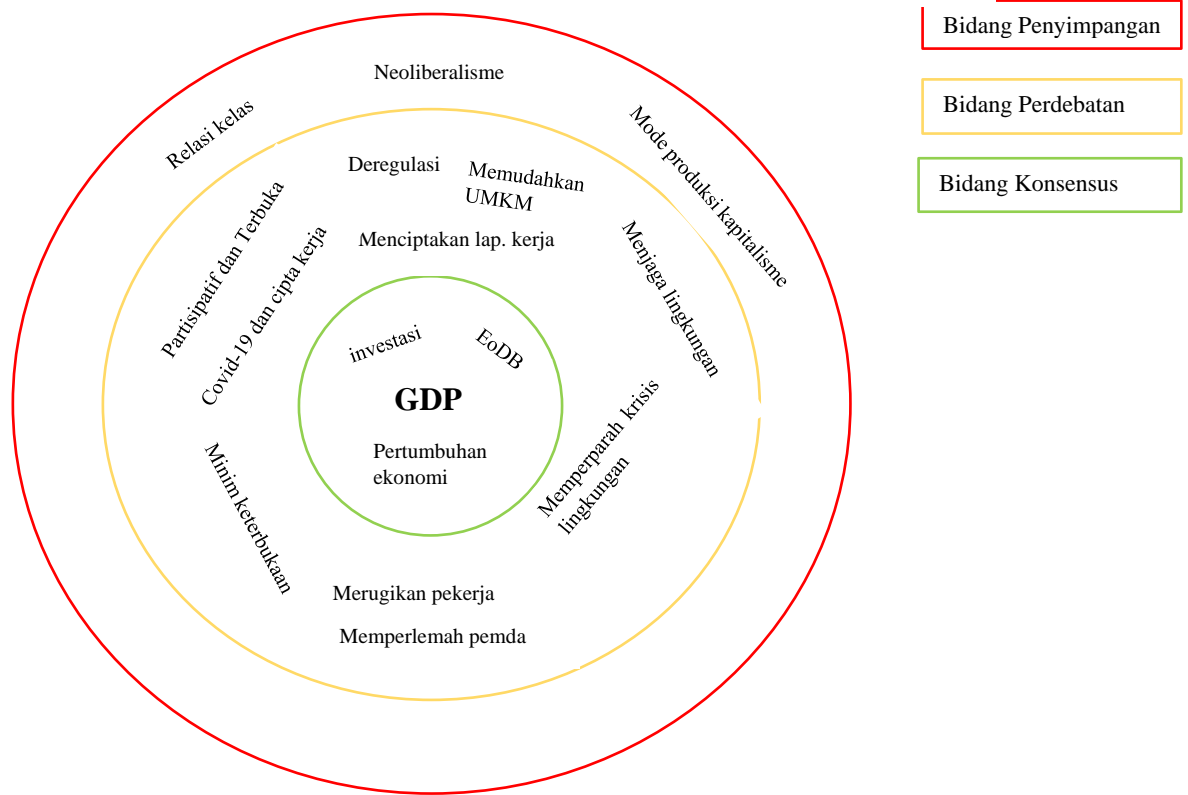 Bidang Penyimpangan
Bidang Perdebatan
Bidang Konsensus
Neoliberalisme
Relasi kelas
Mode produksi kapitalisme
Deregulasi
Memudahkan
UMKM
Menciptakan lap. kerja
Partisipatif dan Terbuka
Covid-19 dan cipta kerja
Menjaga lingkungan
investasi
EoDB
GDP
Pertumbuhan
ekonomi
Memperparah krisis
lingkungan
Minim keterbukaan
Merugikan pekerja
Memperlemah pemda